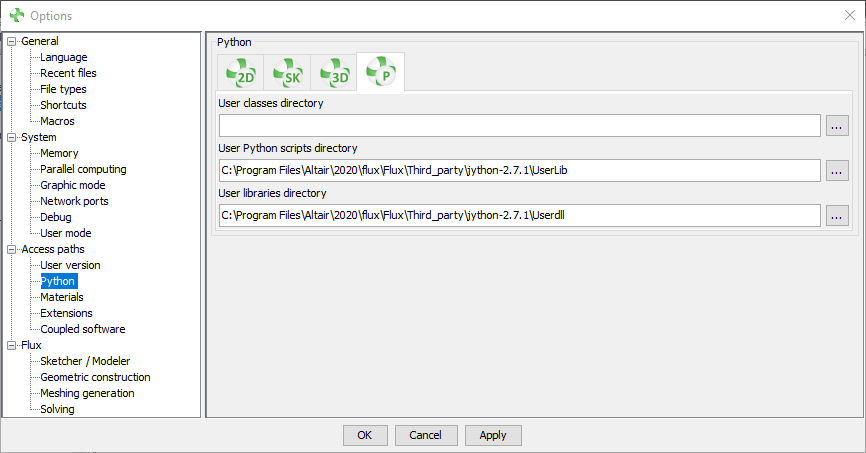 Options
General
Language
Recent files
File types
Shortcuts
Macros
System
Memory
Parallel computing
Graphic mode
Network ports
Debug
User mode
Access paths
User version
Python
Materials
Extensions
Coupled software
Flux
Sketcher / Modeler
Geometric construction
Meshing generation
Solving
Python
2D SK 3D P
User classes directory
...
User Python scripts directory
C:\Program Files\Altair\2020\flux\Flux\Third_party\jython-2.7.1\UserLib ...
User libraries directory
C:\Program Files\Altair\2020\flux\Flux\Third_party\jython-2.7.1\Userdll ...
OK Cancel Apply